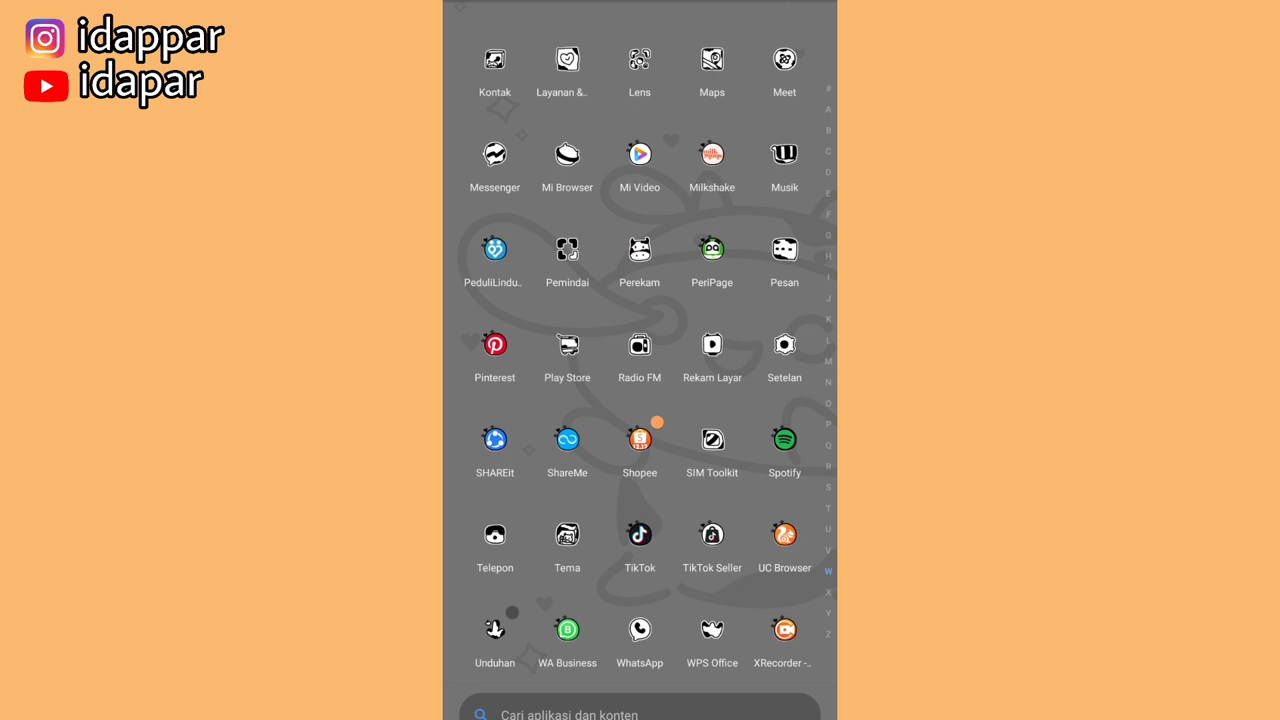 idappar
idapar
Kontak
Layanan &..
Lens
Maps
Meet
Messenger
Mi Browser
Mi Video
Milkshake
Musik
PeduliLindu..
Pemindai
Perekam
PeriPage
Pesan
Pinterest
Play Store
Radio FM
Rekam Layar
Setelan
SHAREit
ShareMe
Shopee
SIM Toolkit
Spotify
Telepon
Tema
TikTok
TikTok Seller
UC Browser
Unduhan
WA Business
WhatsApp
WPS Office
XRecorder -..
Cari aplikasi dan konten
#
A
B
C
D
E
F
G
H
I
J
K
L
M
N
O
P
Q
R
S
T
U
V
W
X
Y
Z